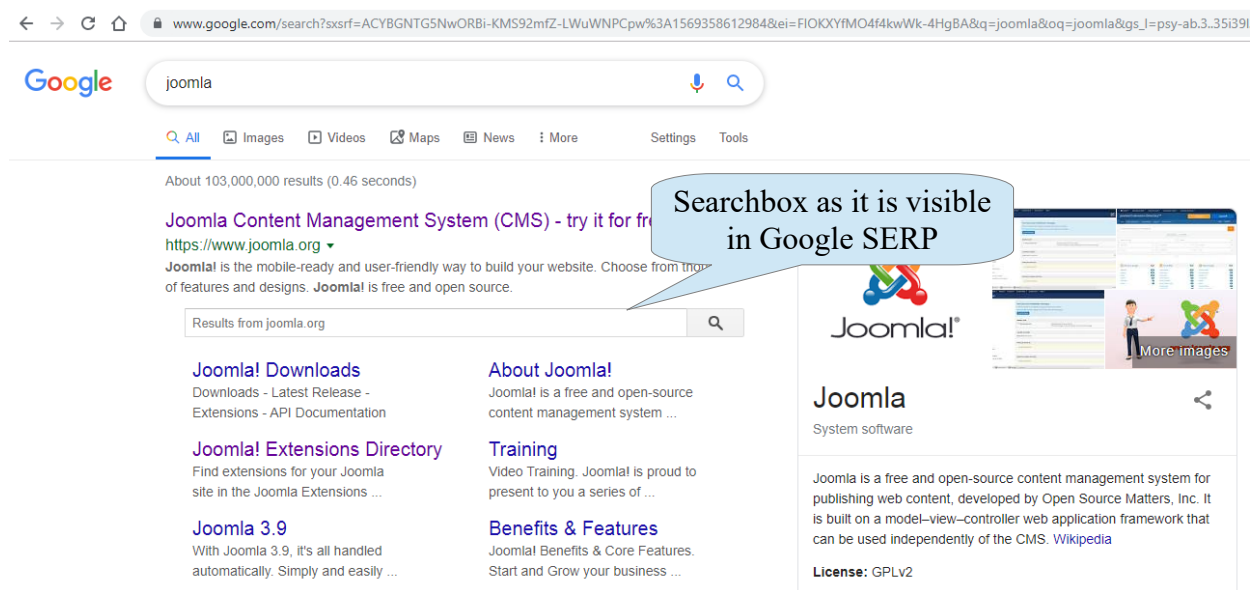 www.google.com/search?sxsrf=ACYBGNTG5NwORBi-KMS92mfZ-LWuWNPCpw%3A1569358612984&ei=FIOKXYfMO4f4kwWk-4HgBA&q=joomla&oq=joomla&gs_l=psy-ab.3..35i39l
Google
joomla
All Images Videos Maps News More Settings Tools
About 103,000,000 results (0.46 seconds)
Searchbox as it is visible
in Google SERP
Joomla Content Management System (CMS) - try it for fr
https://www.joomla.org
Joomla! is the mobile-ready and user-friendly way to build your website. Choose from
of features and designs. Joomla! is free and open source.
Results from joomla.org
Joomla! Downloads
Downloads - Latest Release -
Extensions - API Documentation
About Joomla!
Joomla! is a free and open-source
content management system ...
Joomla! Extensions Directory
Find extensions for your Joomla
site in the Joomla Extensions ...
Training
Video Training. Joomla! is proud to
present to you a series of ...
Joomla 3.9
With Joomla 3.9, it's all handled
automatically. Simply and easily ...
Benefits & Features
Joomla! Benefits & Core Features.
Start and Grow your business ...
Joomla!®
More images
Joomla
System software
Joomla is a free and open-source content management system for
publishing web content, developed by Open Source Matters, Inc. It
is built on a model–view–controller web application framework that
can be used independently of the CMS. Wikipedia
License: GPLv2